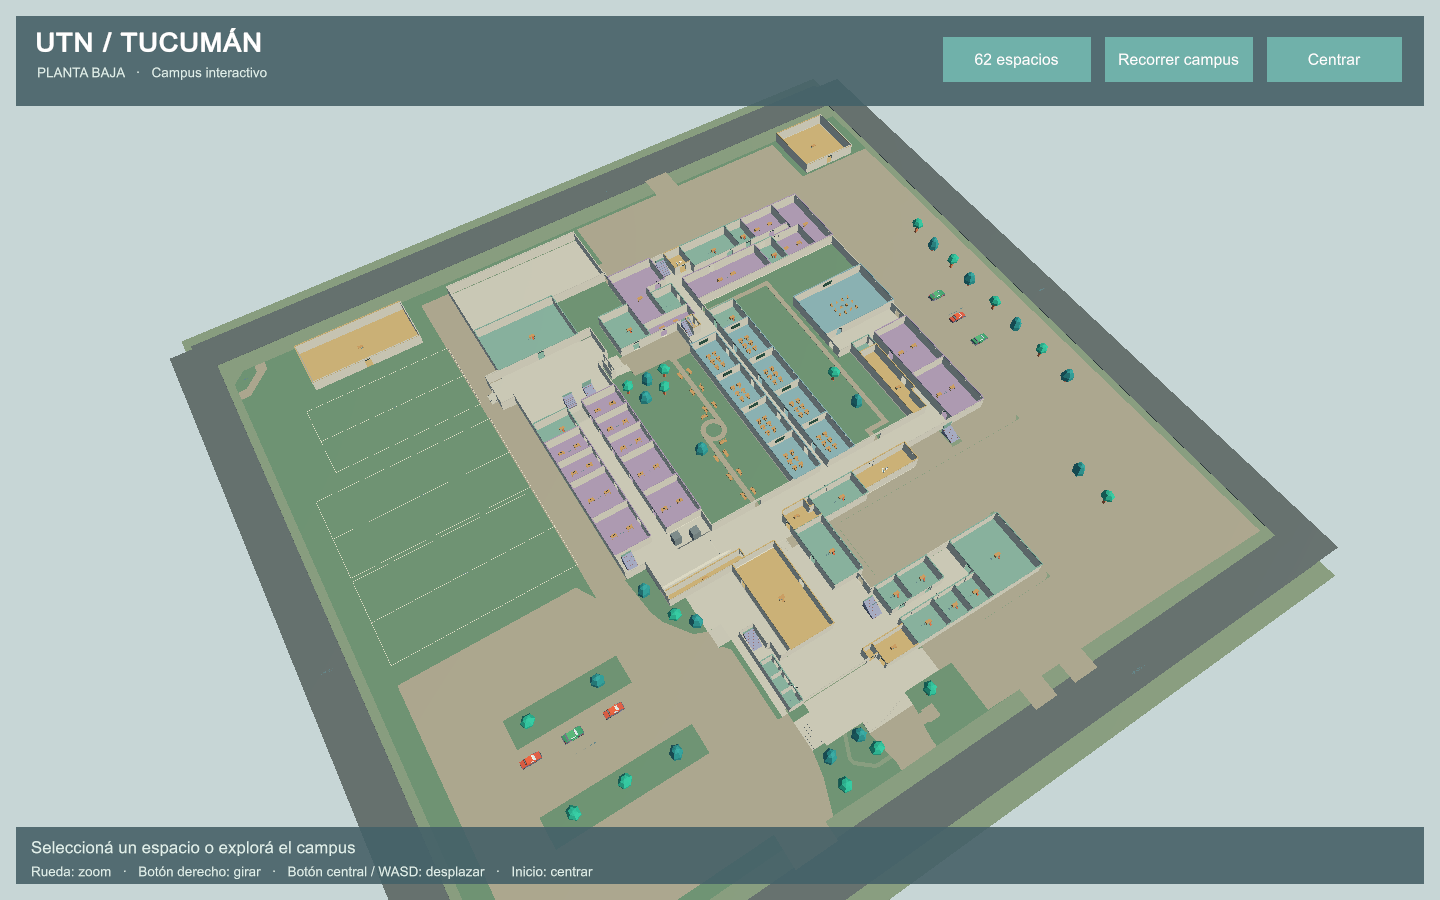 UTN / TUCUMÁN
PLANTA BAJA · Campus interactivo
62 espacios
Recorrer campus
Centrar
Seleccioná un espacio o explorá el campus
Rueda: zoom · Botón derecho: girar · Botón central / WASD: desplazar · Inicio: centrar